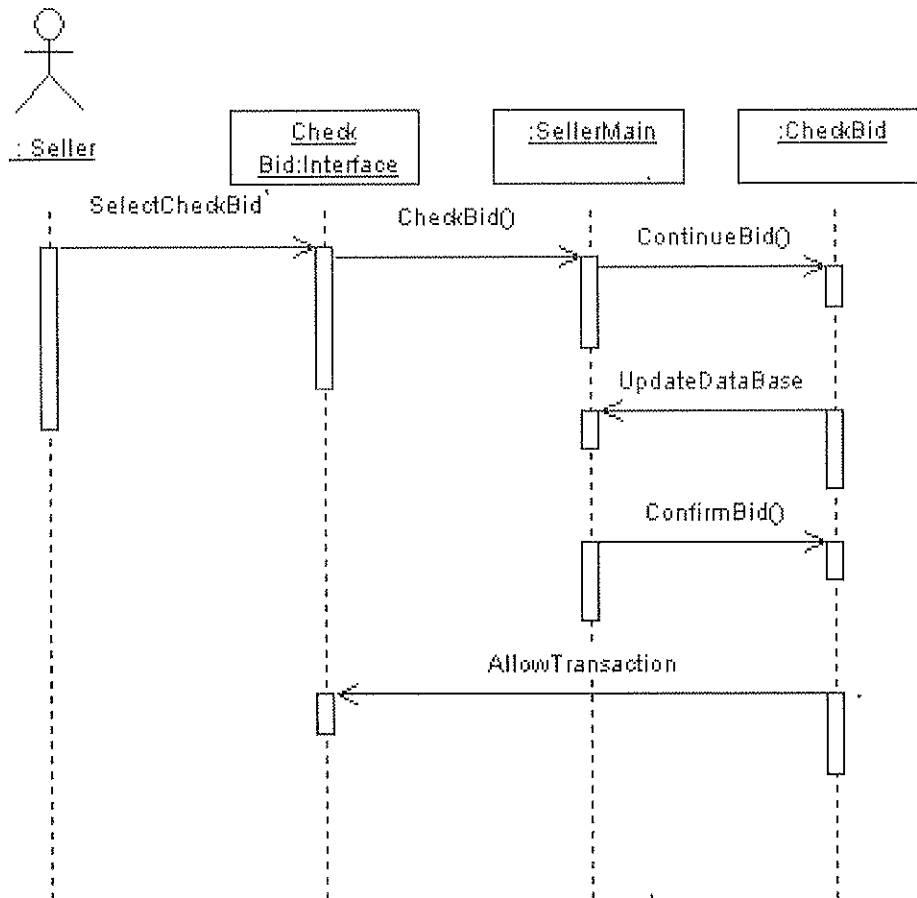 : Seller
Check
Bid:Interface
:SellerMain
:CheckBid
SelectCheckBid
CheckBid()
ContinueBid()
UpdateDataBase
ConfirmBid()
AllowTransaction